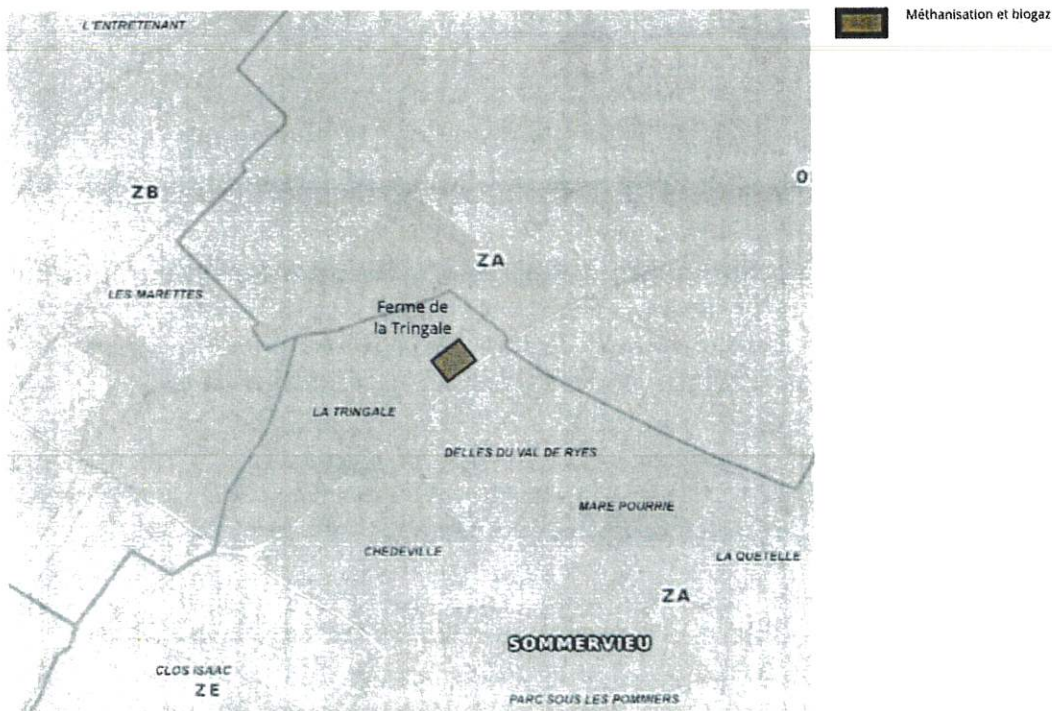 Méthanisation et biogaz
L'ENTRETENANT
ZB
O
ZA
LES MARETTES
Ferme de
la Tringale
LA TRINGALE
DELLES DU VAL DE RYES
MARE POURRIE
CHEDEVILLE
LA QUETELLE
ZA
SOMMERVIEU
CLOS ISAAC
ZE
PARC SOUS LES POMMIERS